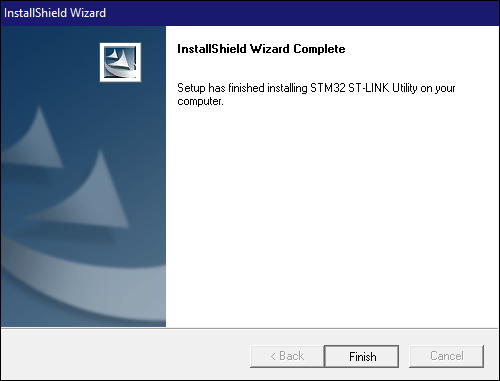 InstallShield Wizard
InstallShield Wizard Complete
Setup has finished installing STM32 ST-LINK Utility on your
computer.
< Back
Finish
Cancel